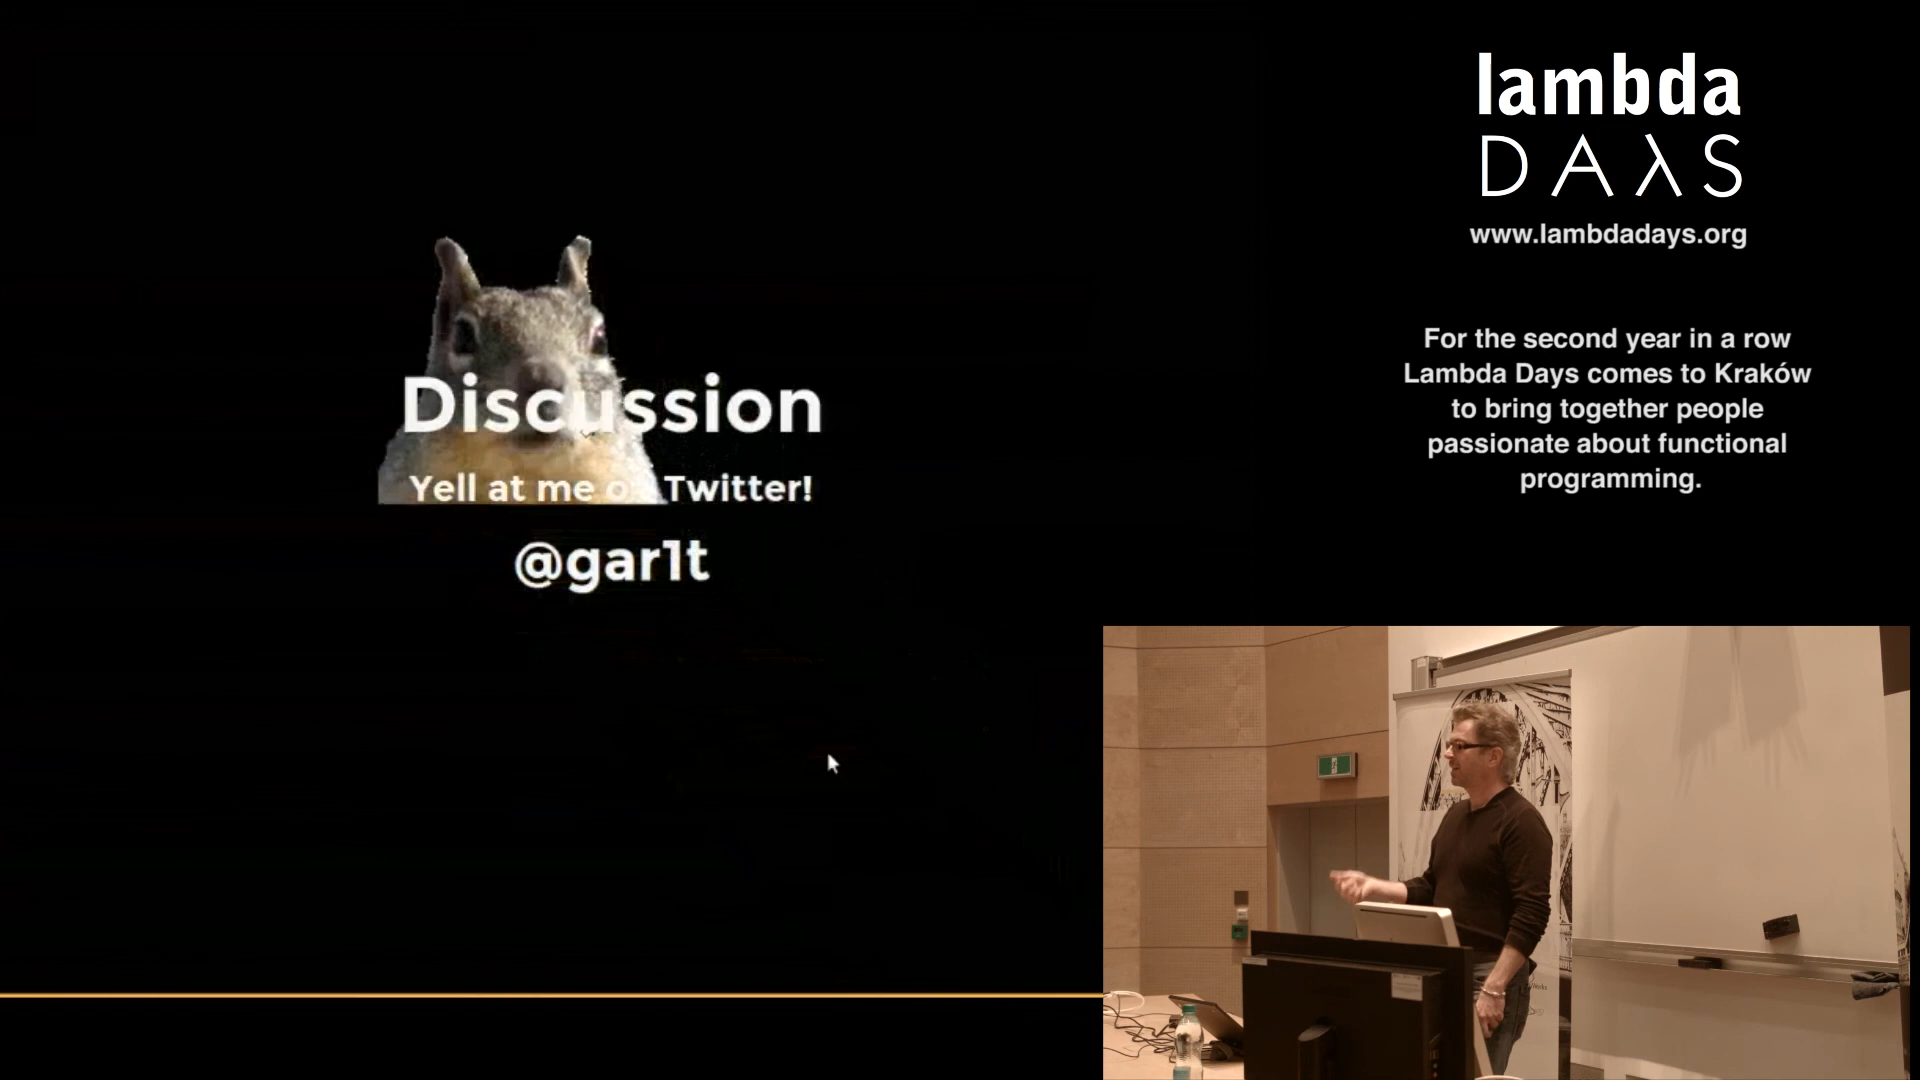 Discussion
Yell at me on Twitter!
@gar1t
lambda
DAλS
www.lambdadays.org
For the second year in a row
Lambda Days comes to Kraków
to bring together people
passionate about functional
programming.